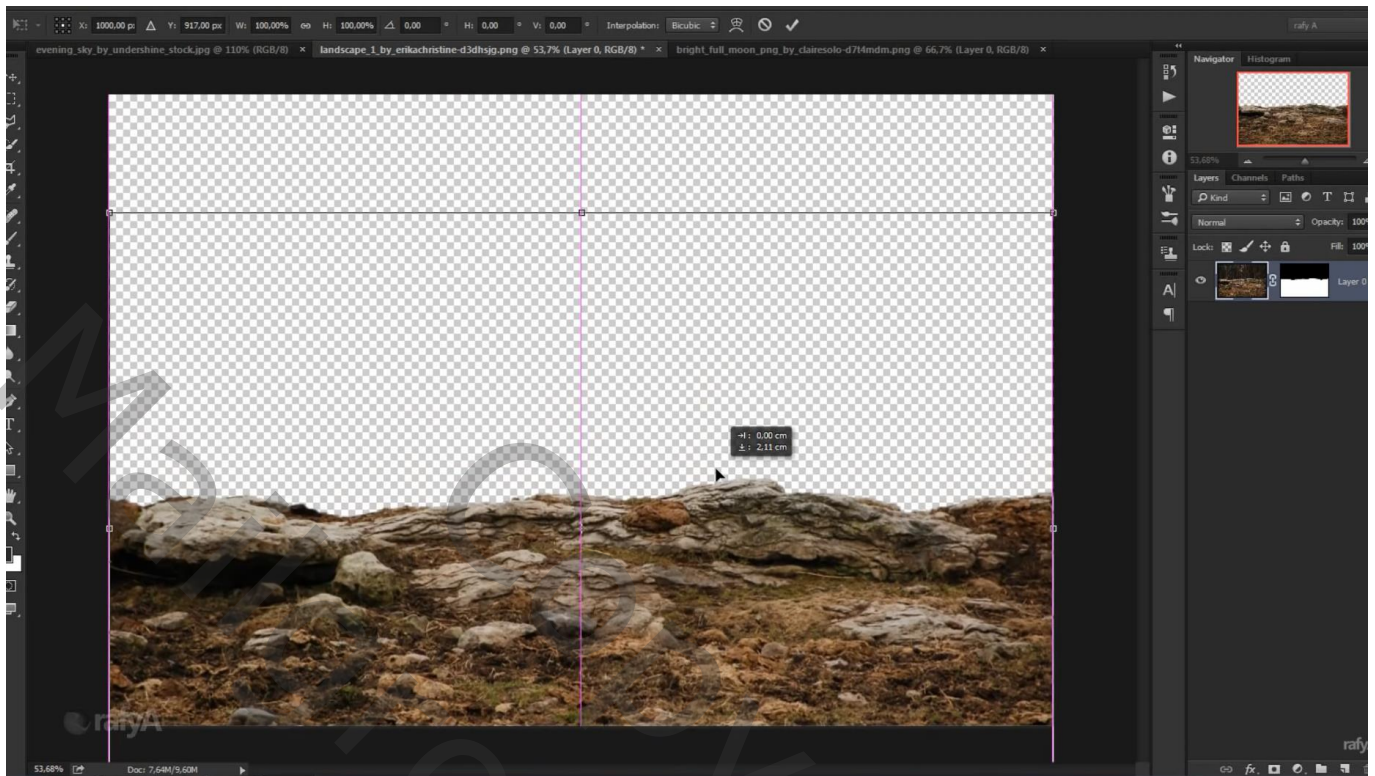 X: 1000,00 p: Y: 917,00 px W: 100,00% H: 100,00% 0,00 ° H: 0,00 ° V: 0,00 ° Interpolation: Bicubic rafy A
evening_sky_by_undershine_stock.jpg @ 110% (RGB/8) × landscape_1_by_erikachristine-d3dhsjg.png @ 53,7% (Layer 0, RGB/8) * × bright_full_moon_png_by_clairesolo-d7t4mdm.png @ 66,7% (Layer 0, RGB/8) ×
Navigator Histogram
53,68%
Layers Channels Paths
Kind
Normal Opacity: 100%
Lock: Fill: 100%
Layer 0
: 0,00 cm
: 2,11 cm
rafyA
rafy
53,68% Doc: 7,64M/9,60M